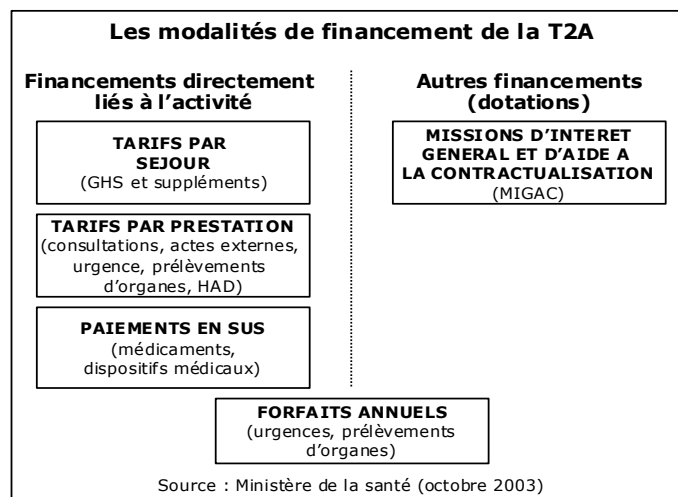 Les modalités de financement de la T2A
Financements directement
liés à l'activité
TARIFS PAR
SEJOUR
(GHS et suppléments)
TARIFS PAR PRESTATION
(consultations, actes externes,
urgence, prélèvements
d'organes, HAD)
PAIEMENTS EN SUS
(médicaments,
dispositifs médicaux)
Autres financements
(dotations)
MISSIONS D'INTERET
GENERAL ET D'AIDE A
LA CONTRACTUALISATION
(MIGAC)
FORFAITS ANNUELS
(urgences, prélèvements
d'organes)
Source : Ministère de la santé (octobre 2003)